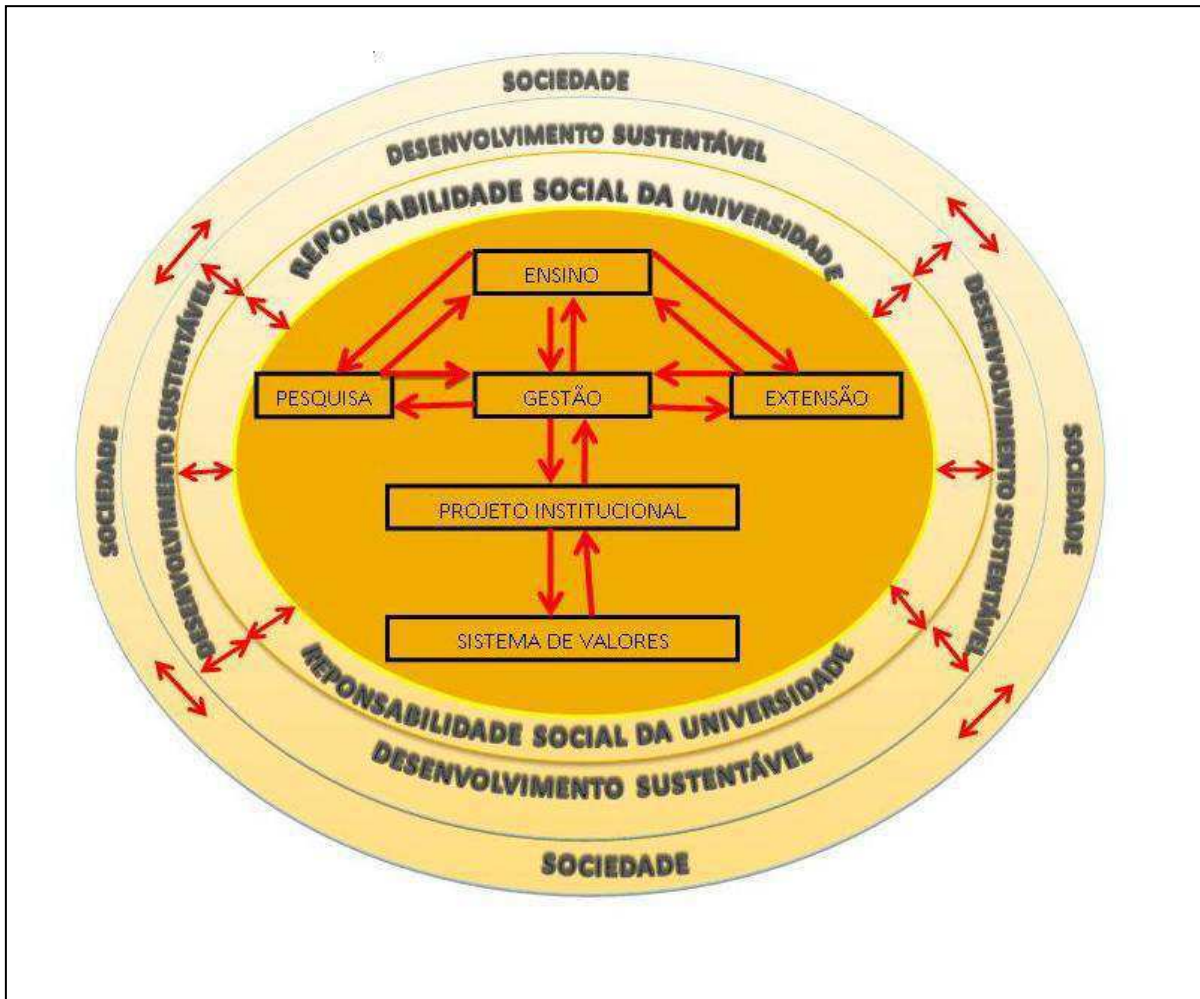 SOCIEDADE
DESENVOLVIMENTO SUSTENTÁVEL
REPONSABILIDADE SOCIAL DA UNIVERSIDADE
ENSINO
PESQUISA
GESTÃO
EXTENSÃO
PROJETO INSTITUCIONAL
SISTEMA DE VALORES
SOCIEDADE
DESENVOLVIMENTO SUSTENTÁVEL
DESENVOLVIMENTO SUSTENTÁVEL
SOCIEDADE
REPONSABILIDADE SOCIAL DA UNIVERSIDADE
DESENVOLVIMENTO SUSTENTÁVEL
SOCIEDADE